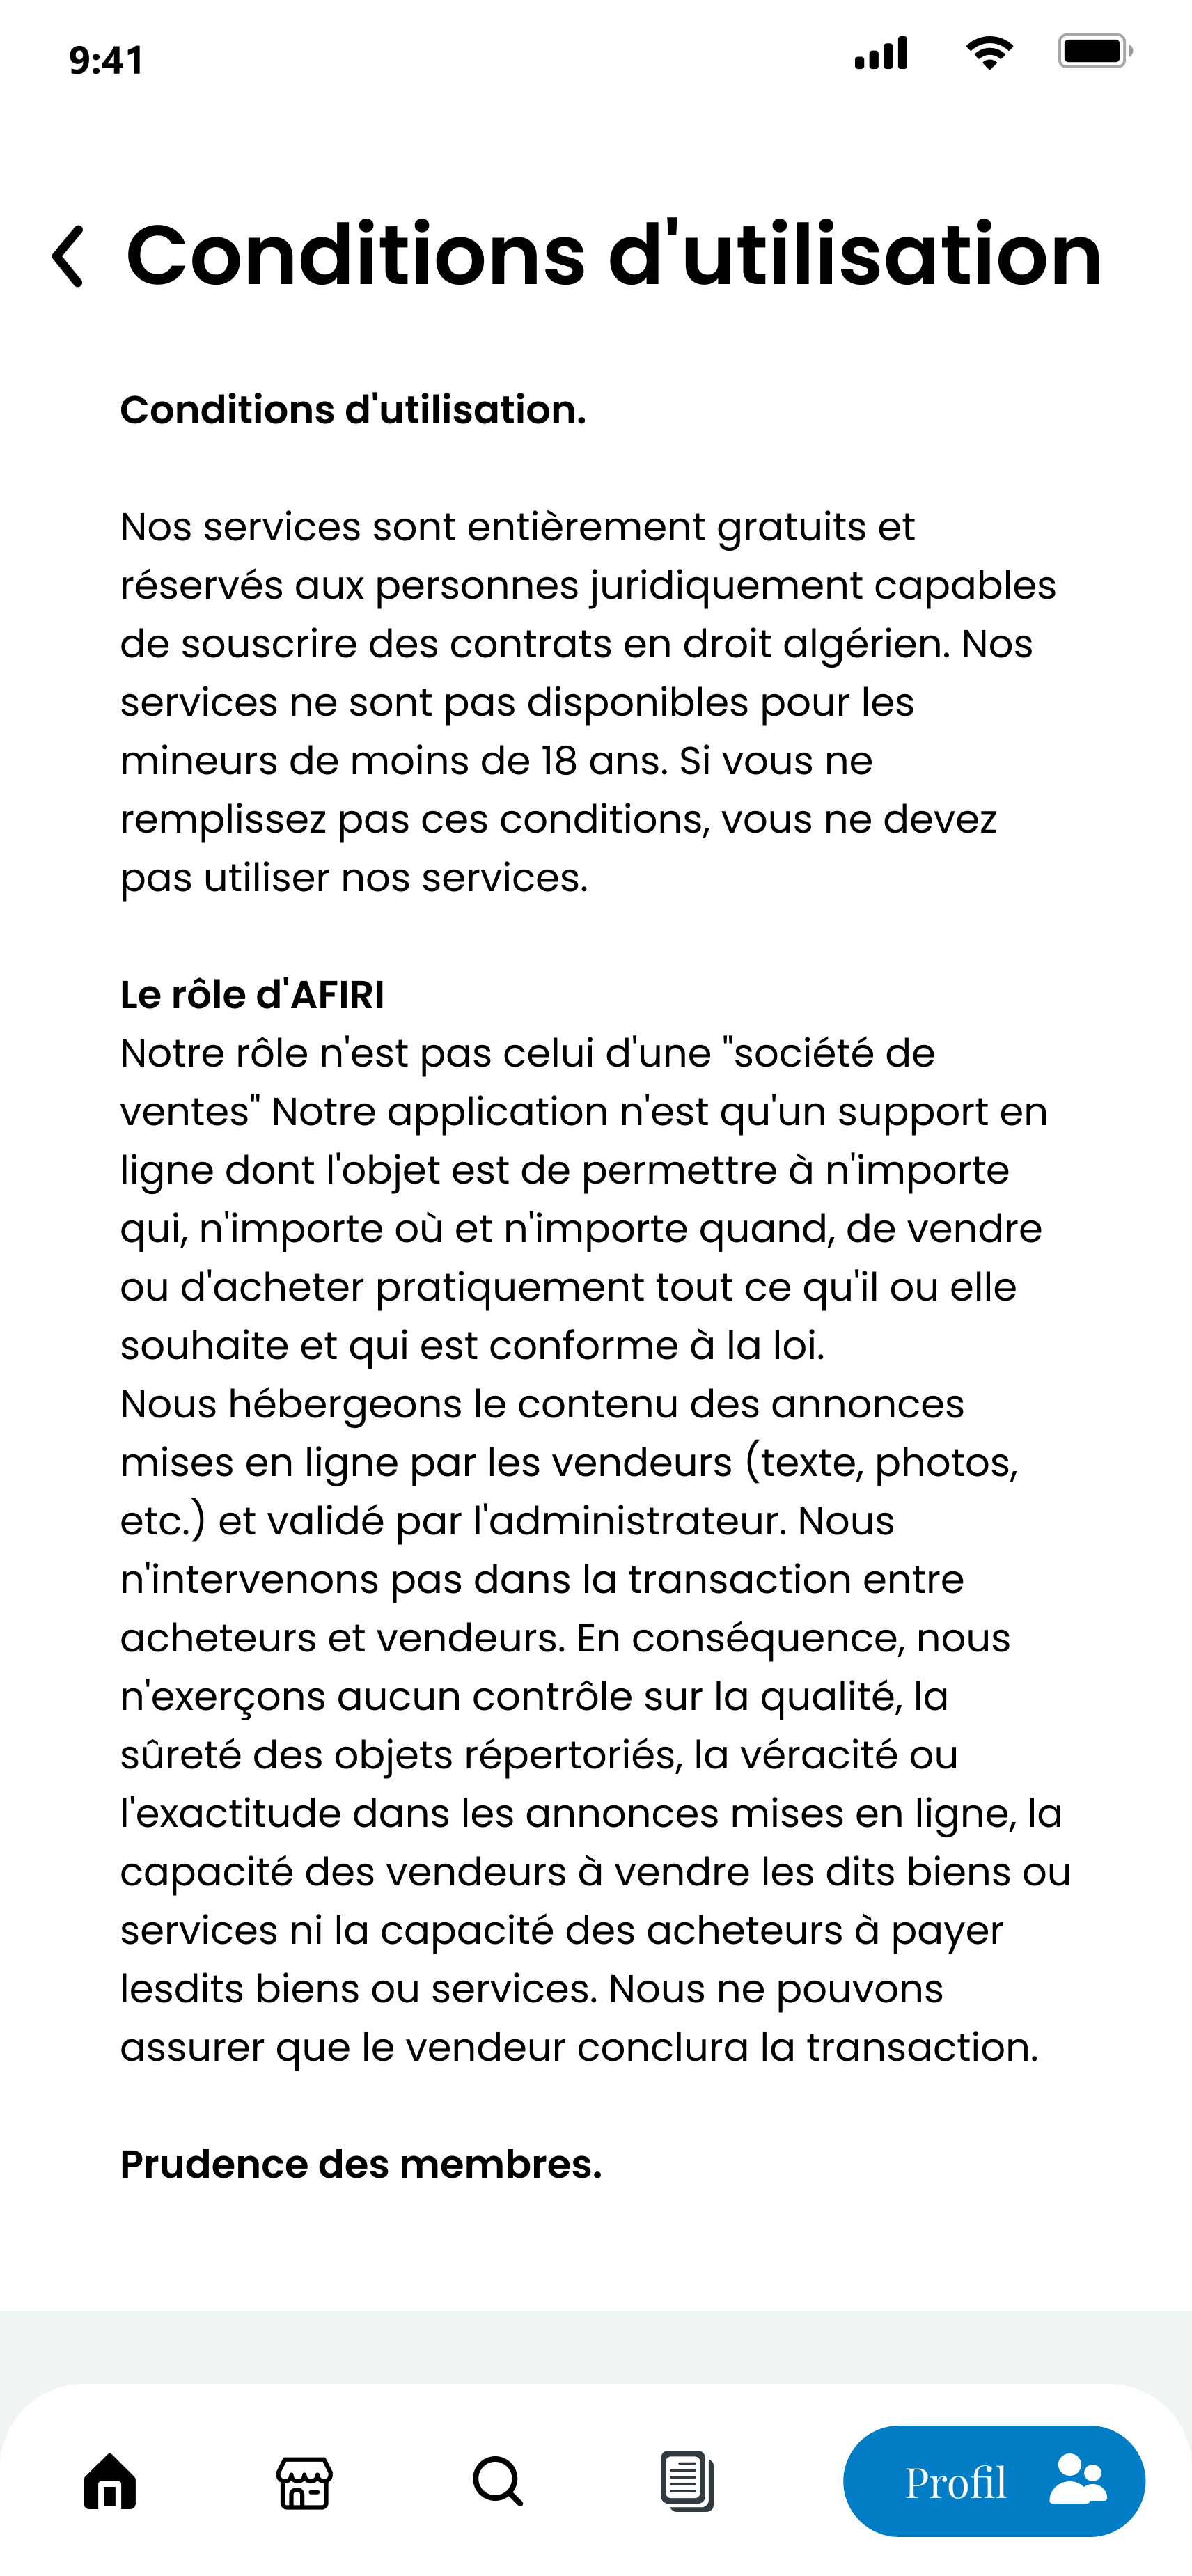 9:41
Conditions d'utilisation
Conditions d'utilisation.
Nos services sont entièrement gratuits et
réservés aux personnes juridiquement capables
de souscrire des contrats en droit algérien. Nos
services ne sont pas disponibles pour les
mineurs de moins de 18 ans. Si vous ne
remplissez pas ces conditions, vous ne devez
pas utiliser nos services.
Le rôle d'AFIRI
Notre rôle n'est pas celui d'une "société de
ventes" Notre application n'est qu'un support en
ligne dont l'objet est de permettre à n'importe
qui, n'importe où et n'importe quand, de vendre
ou d'acheter pratiquement tout ce qu'il ou elle
souhaite et qui est conforme à la loi.
Nous hébergeons le contenu des annonces
mises en ligne par les vendeurs (texte, photos,
etc.) et validé par l'administrateur. Nous
n'intervenons pas dans la transaction entre
acheteurs et vendeurs. En conséquence, nous
n'exerçons aucun contrôle sur la qualité, la
sûreté des objets répertoriés, la véracité ou
l'exactitude dans les annonces mises en ligne, la
capacité des vendeurs à vendre les dits biens ou
services ni la capacité des acheteurs à payer
lesdits biens ou services. Nous ne pouvons
assurer que le vendeur conclura la transaction.
Prudence des membres.
Profil